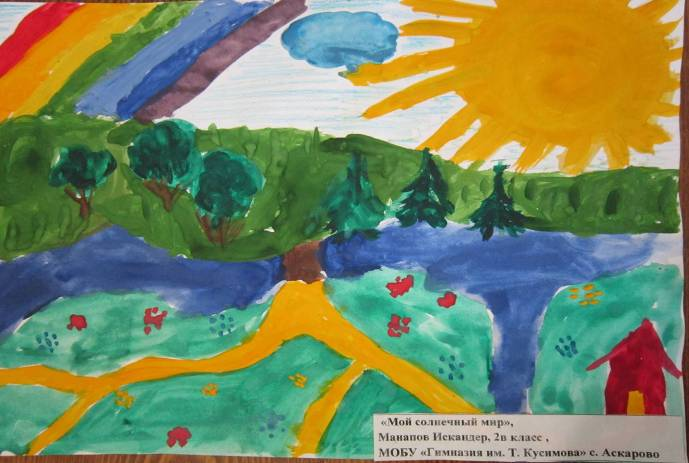 «Мой солнечный мир»,
Манапов Искандер, 2в класс ,
МОБУ «Гимназия им. Т. Кусимова» с. Аскарово